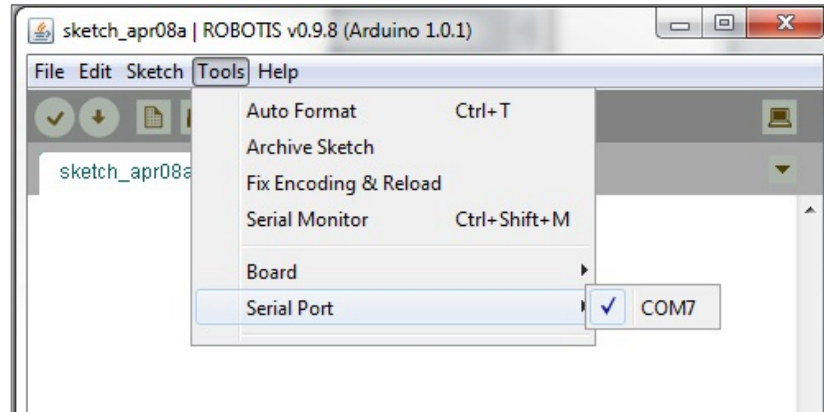 sketch_apr08a | ROBOTIS v0.9.8 (Arduino 1.0.1)
File Edit Sketch Tools Help
sketch_apr08a
Auto Format Ctrl+T
Archive Sketch
Fix Encoding & Reload
Serial Monitor Ctrl+Shift+M
Board
Serial Port
COM7